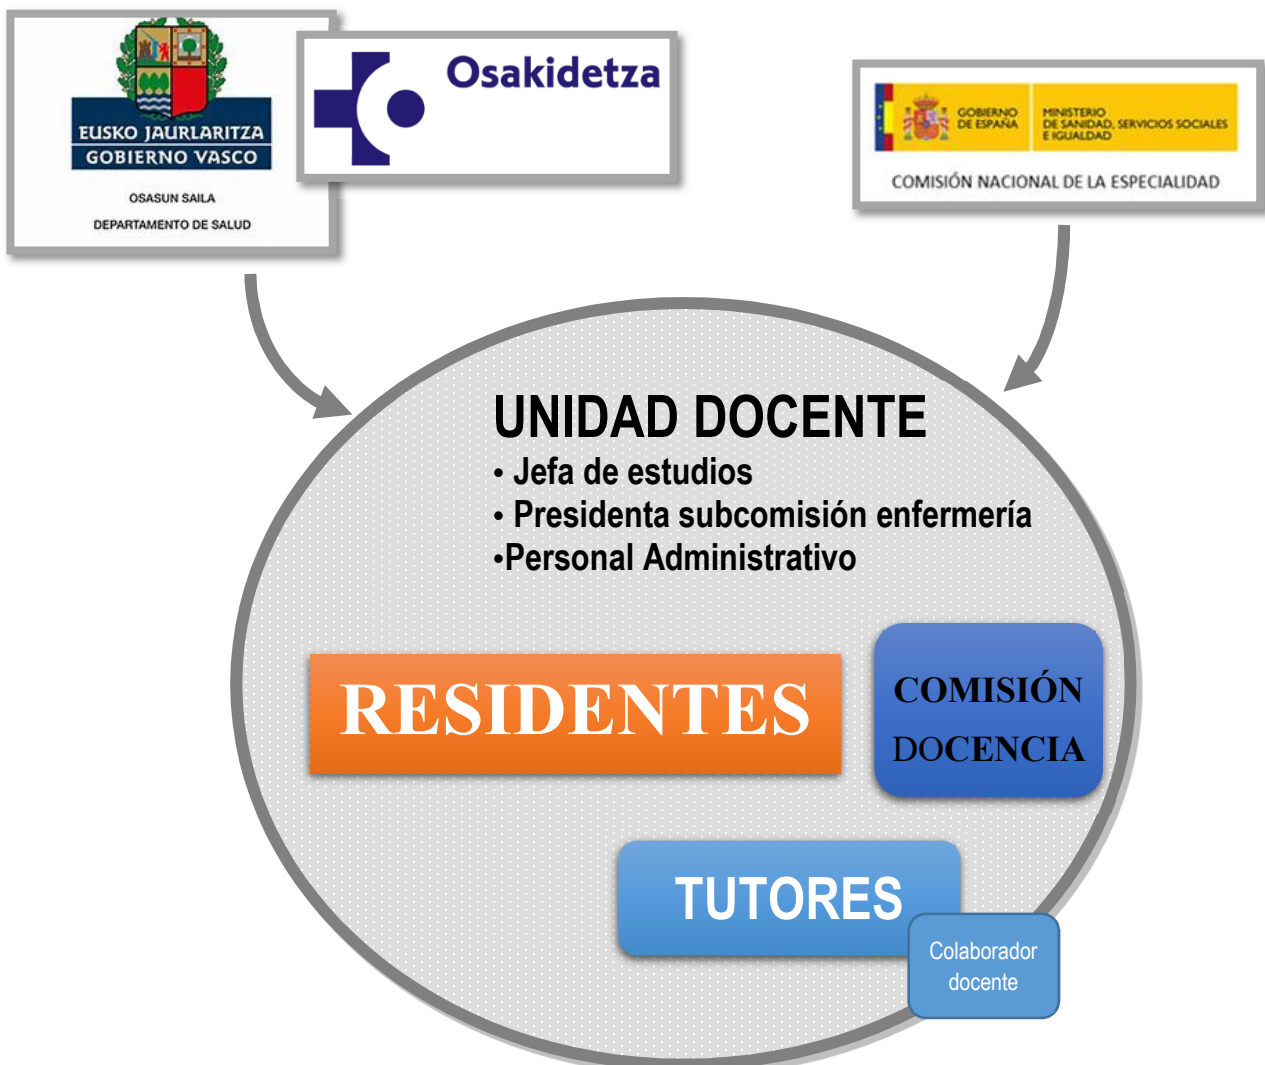 EUSKO JAURLARITZA
GOBIERNO VASCO
OSASUN SAILA
DEPARTAMENTO DE SALUD
Osakidetza
GOBIERNO
DE ESPAÑA
MINISTERIO
DE SANIDAD, SERVICIOS SOCIALES
E IGUALDAD
COMISIÓN NACIONAL DE LA ESPECIALIDAD
UNIDAD DOCENTE
• Jefa de estudios
• Presidenta subcomisión enfermería
•Personal Administrativo
RESIDENTES
COMISIÓN
DOCENCIA
TUTORES
Colaborador
docente